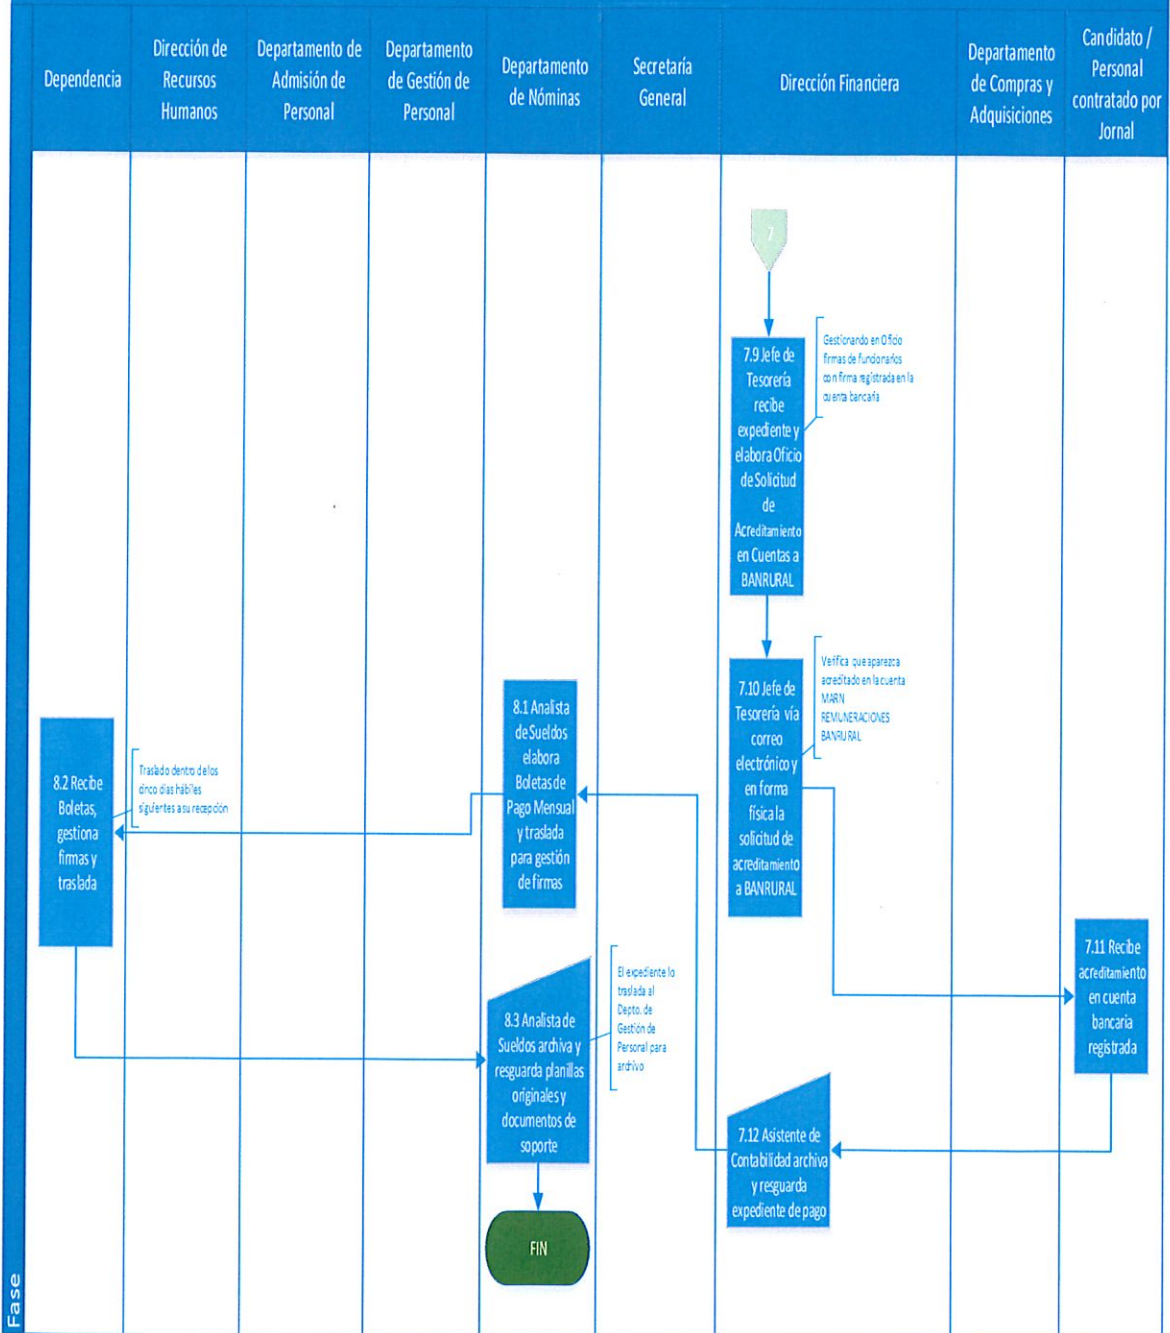 Dependencia
Dirección de
Recursos
Humanos
Departamento de
Admisión de
Personal
Departamento
de Gestión de
Personal
Departamento
de Nóminas
Secretaría
General
Dirección Financiera
Departamento
de Compras y
Adquisiciones
Candidato /
Personal
contratado por
Jornal
7
7.9 Jefe de
Tesorería
recibe
expediente y
elabora Oficio
de Solicitud
de
Acreditamiento
en Cuentas a
BANRURAL
Gestionando en Oficio
firmas de funcionarios
con firma registrada en la
cuenta bancaria
7.10 Jefe de
Tesorería vía
correo
electrónico y
en forma
física la
solicitud de
acreditamiento
a BANRURAL
Verifica que aparezca
acreditado en la cuenta
MARN
REMUNERACIONES
BANRURAL
8.1 Analista
de Sueldos
elabora
Boletas de
Pago Mensual
y traslada
para gestión
de firmas
8.2 Recibe
Boletas,
gestiona
firmas y
traslada
Traslado dentro de los
cinco días hábiles
siguientes a su recepción
7.11 Recibe
acreditamiento
en cuenta
bancaria
registrada
8.3 Analista de
Sueldos archiva y
resguarda planillas
originales y
documentos de
soporte
El expediente lo
traslada al
Depto. de
Gestión de
Personal para
archivo
7.12 Asistente de
Contabilidad archiva
y resguarda
expediente de pago
FIN
Fase